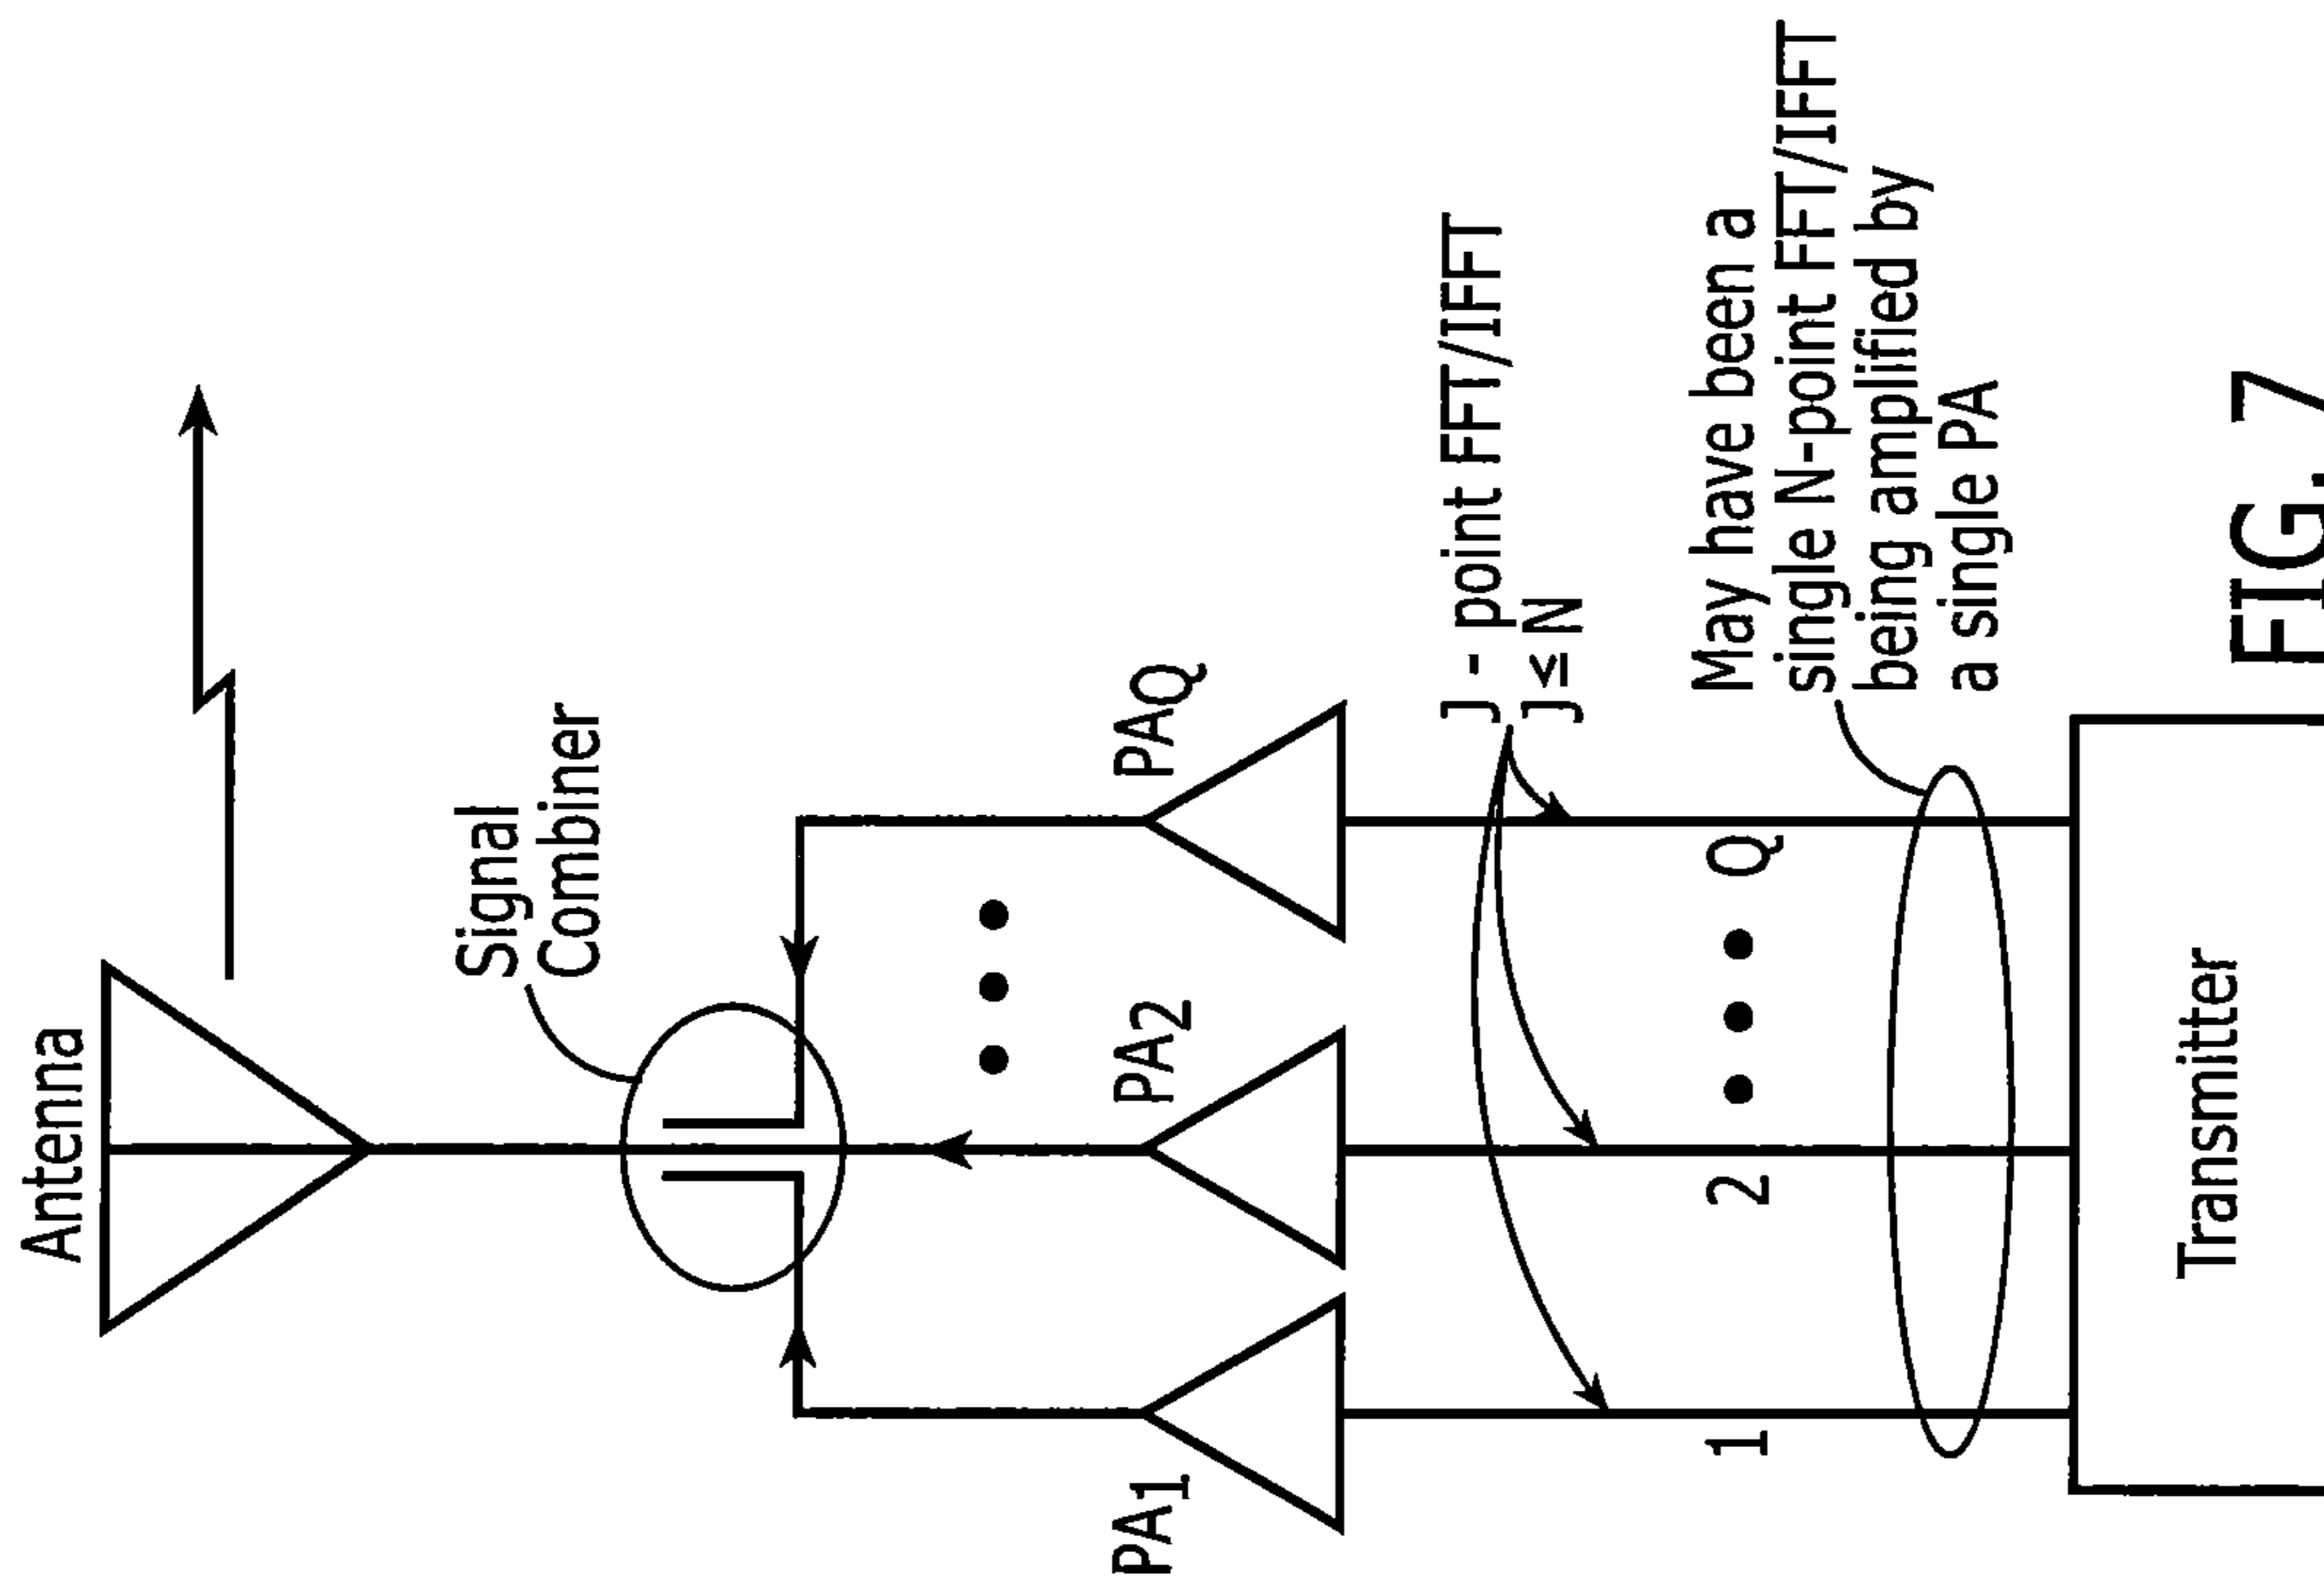 Antenna
Signal
Combiner
PA1
PA2
PAQ
J - point FFT/IFFT
J ≤ N
1
2
Q
May have been a
single N-point FFT/IFFT
being amplified by
a single PA
Transmitter
FIG. 7